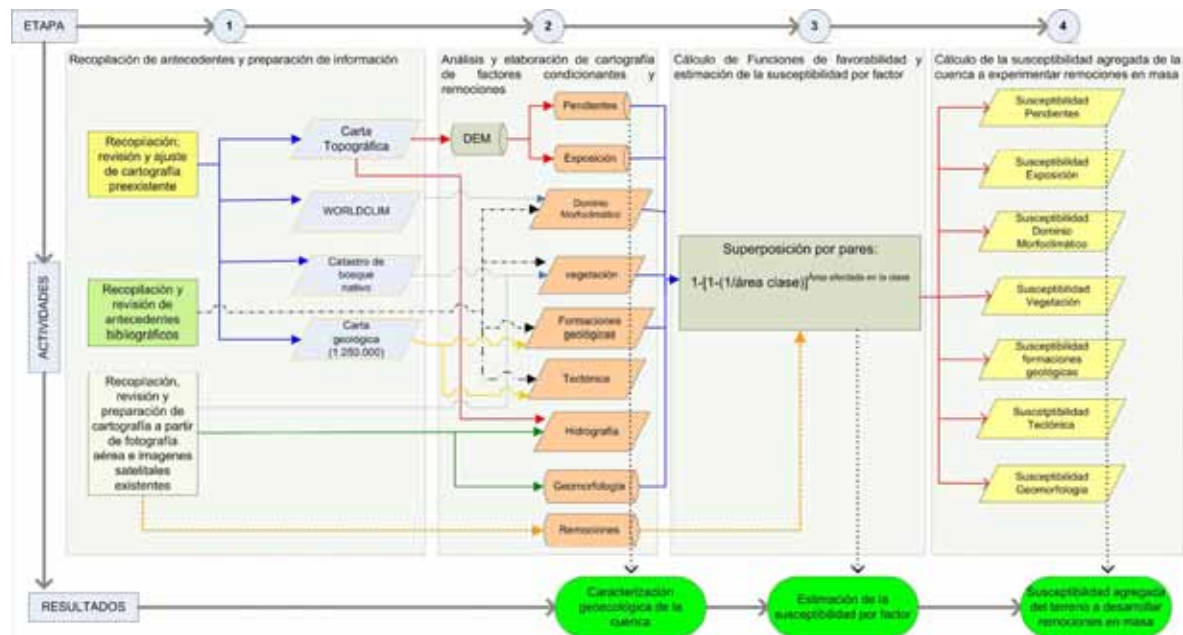 ETAPA
1
2
3
4
Recopilación de antecedentes y preparación de información
Análisis y elaboración de cartografía
de factores condicionantes y
remociones
Cálculo de Funciones de favorabilidad y
estimación de la susceptibilidad por factor
Cálculo de la susceptibilidad agregada de la
cuenca a experimentar remociones en masa
ACTIVIDADES
Recopilación,
revisión y ajuste
de cartografía
preexistente
Recopilación y
revisión de
antecedentes
bibliográficos
Recopilación,
revisión y
preparación de
cartografía a partir
de fotografía
aérea e imagenes
satelitales
existentes
Carta
Topográfica
WORLDCLIM
Catastro de
bosque
nativo
Carta
geológica
(1:250.000)
DEM
Pendientes
Exposición
Dominio
Morfoclimático
vegetación
Formaciones
geológicas
Tectónica
Hidrografía
Geomorfología
Remociones
Superposición por pares:
1-[1-(1/área clase)]^Área afectada en la clase
Susceptibilidad
Pendientes
Susceptibilidad
Exposición
Susceptibilidad
Dominio
Morfoclimático
Susceptibilidad
Vegetación
Susceptibilidad
formaciones
geológicas
Susceptibilidad
Tectónica
Susceptibilidad
Geomorfología
RESULTADOS
Caracterización
geoecológica de la
cuenca
Estimación de la
susceptibilidad por factor
Susceptibilidad agregada
del terreno a desarrollar
remociones en masa